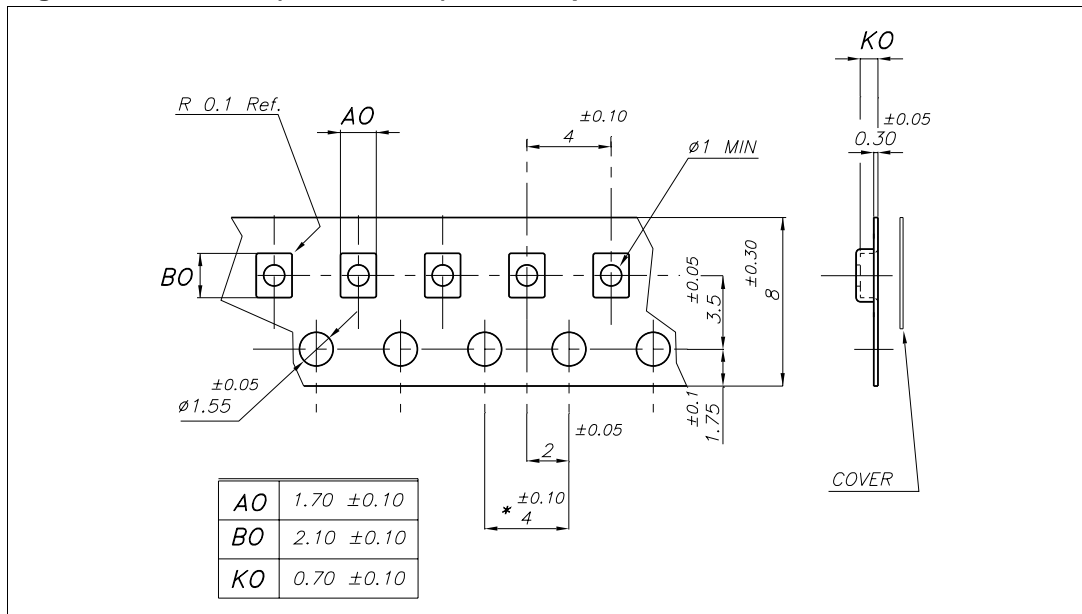 KO
R 0.1 Ref.
AO
±0.10
4
ø1 MIN
±0.05
0.30
BO
±0.05
3.5
±0.30
8
±0.05
ø1.55
±0.1
1.75
±0.05
2
±0.10
* 4
COVER
AO 1.70 ±0.10
BO 2.10 ±0.10
KO 0.70 ±0.10